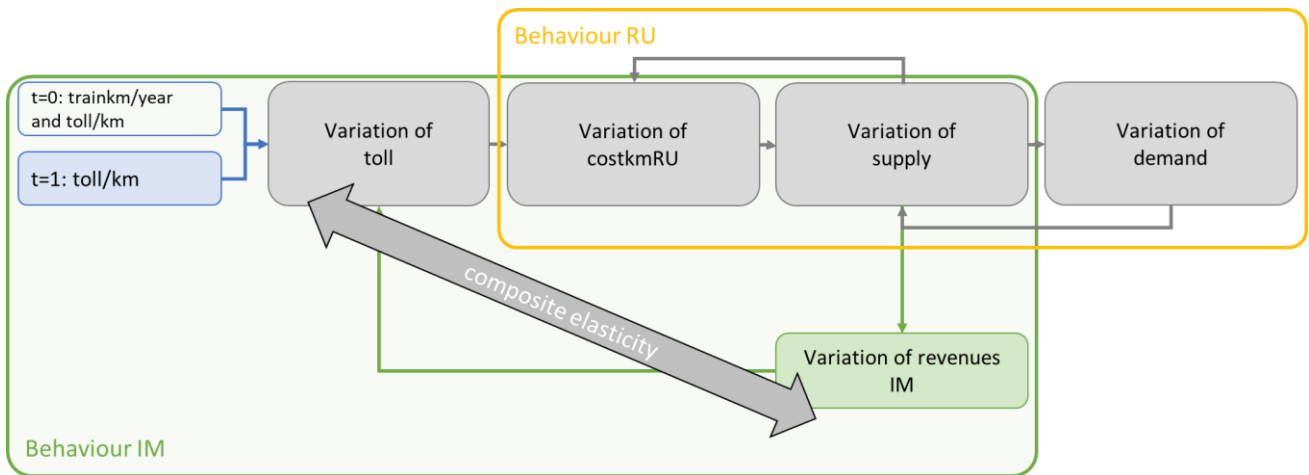 Behaviour RU
t=0: trainkm/year
and toll/km
t=1: toll/km
Variation of
toll
Variation of
costkmRU
Variation of
supply
Variation of
demand
composite elasticity
Variation of revenues
IM
Behaviour IM